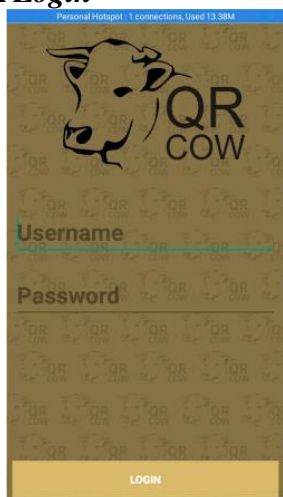 Login
Personal Hotspot : 1 connections, Used 13.38M
QR
COW
Username
Password
LOGIN